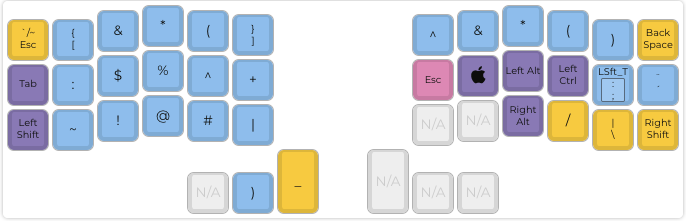 `/~
Esc
{
[
&
*
(
}
]
^
&
*
(
)
Back
Space
Tab
:
$
%
^
+
Esc
Left Alt
Left
Ctrl
LSft_T
:
;
Left
Shift
~
!
@
#
|
N/A
N/A
Right
Alt
/
|
\
Right
Shift
N/A
)
_
N/A
N/A
N/A